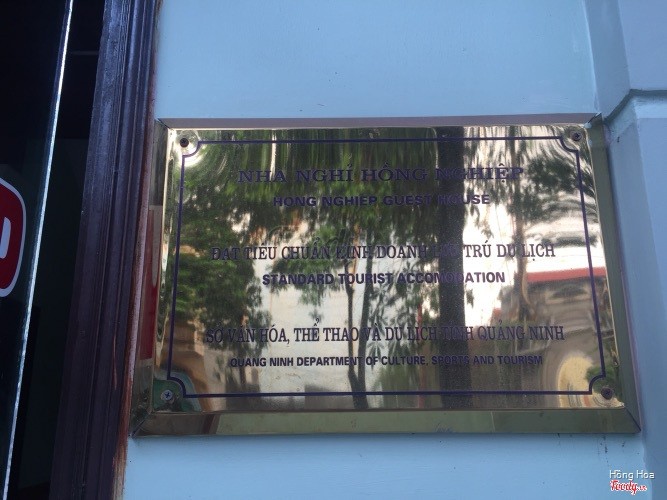 NHÀ NGHỈ HỒNG NGHIỆP
HONG NGHIEP GUEST HOUSE
ĐẠT TIÊU CHUẨN KINH DOANH LƯU TRÚ DU LỊCH
STANDARD TOURIST ACCOMODATION
SỞ VĂN HÓA, THỂ THAO VÀ DU LỊCH TỈNH QUẢNG NINH
QUANG NINH DEPARTMENT OF CULTURE, SPORTS AND TOURISM
Hồng Hoa
Foody.vn